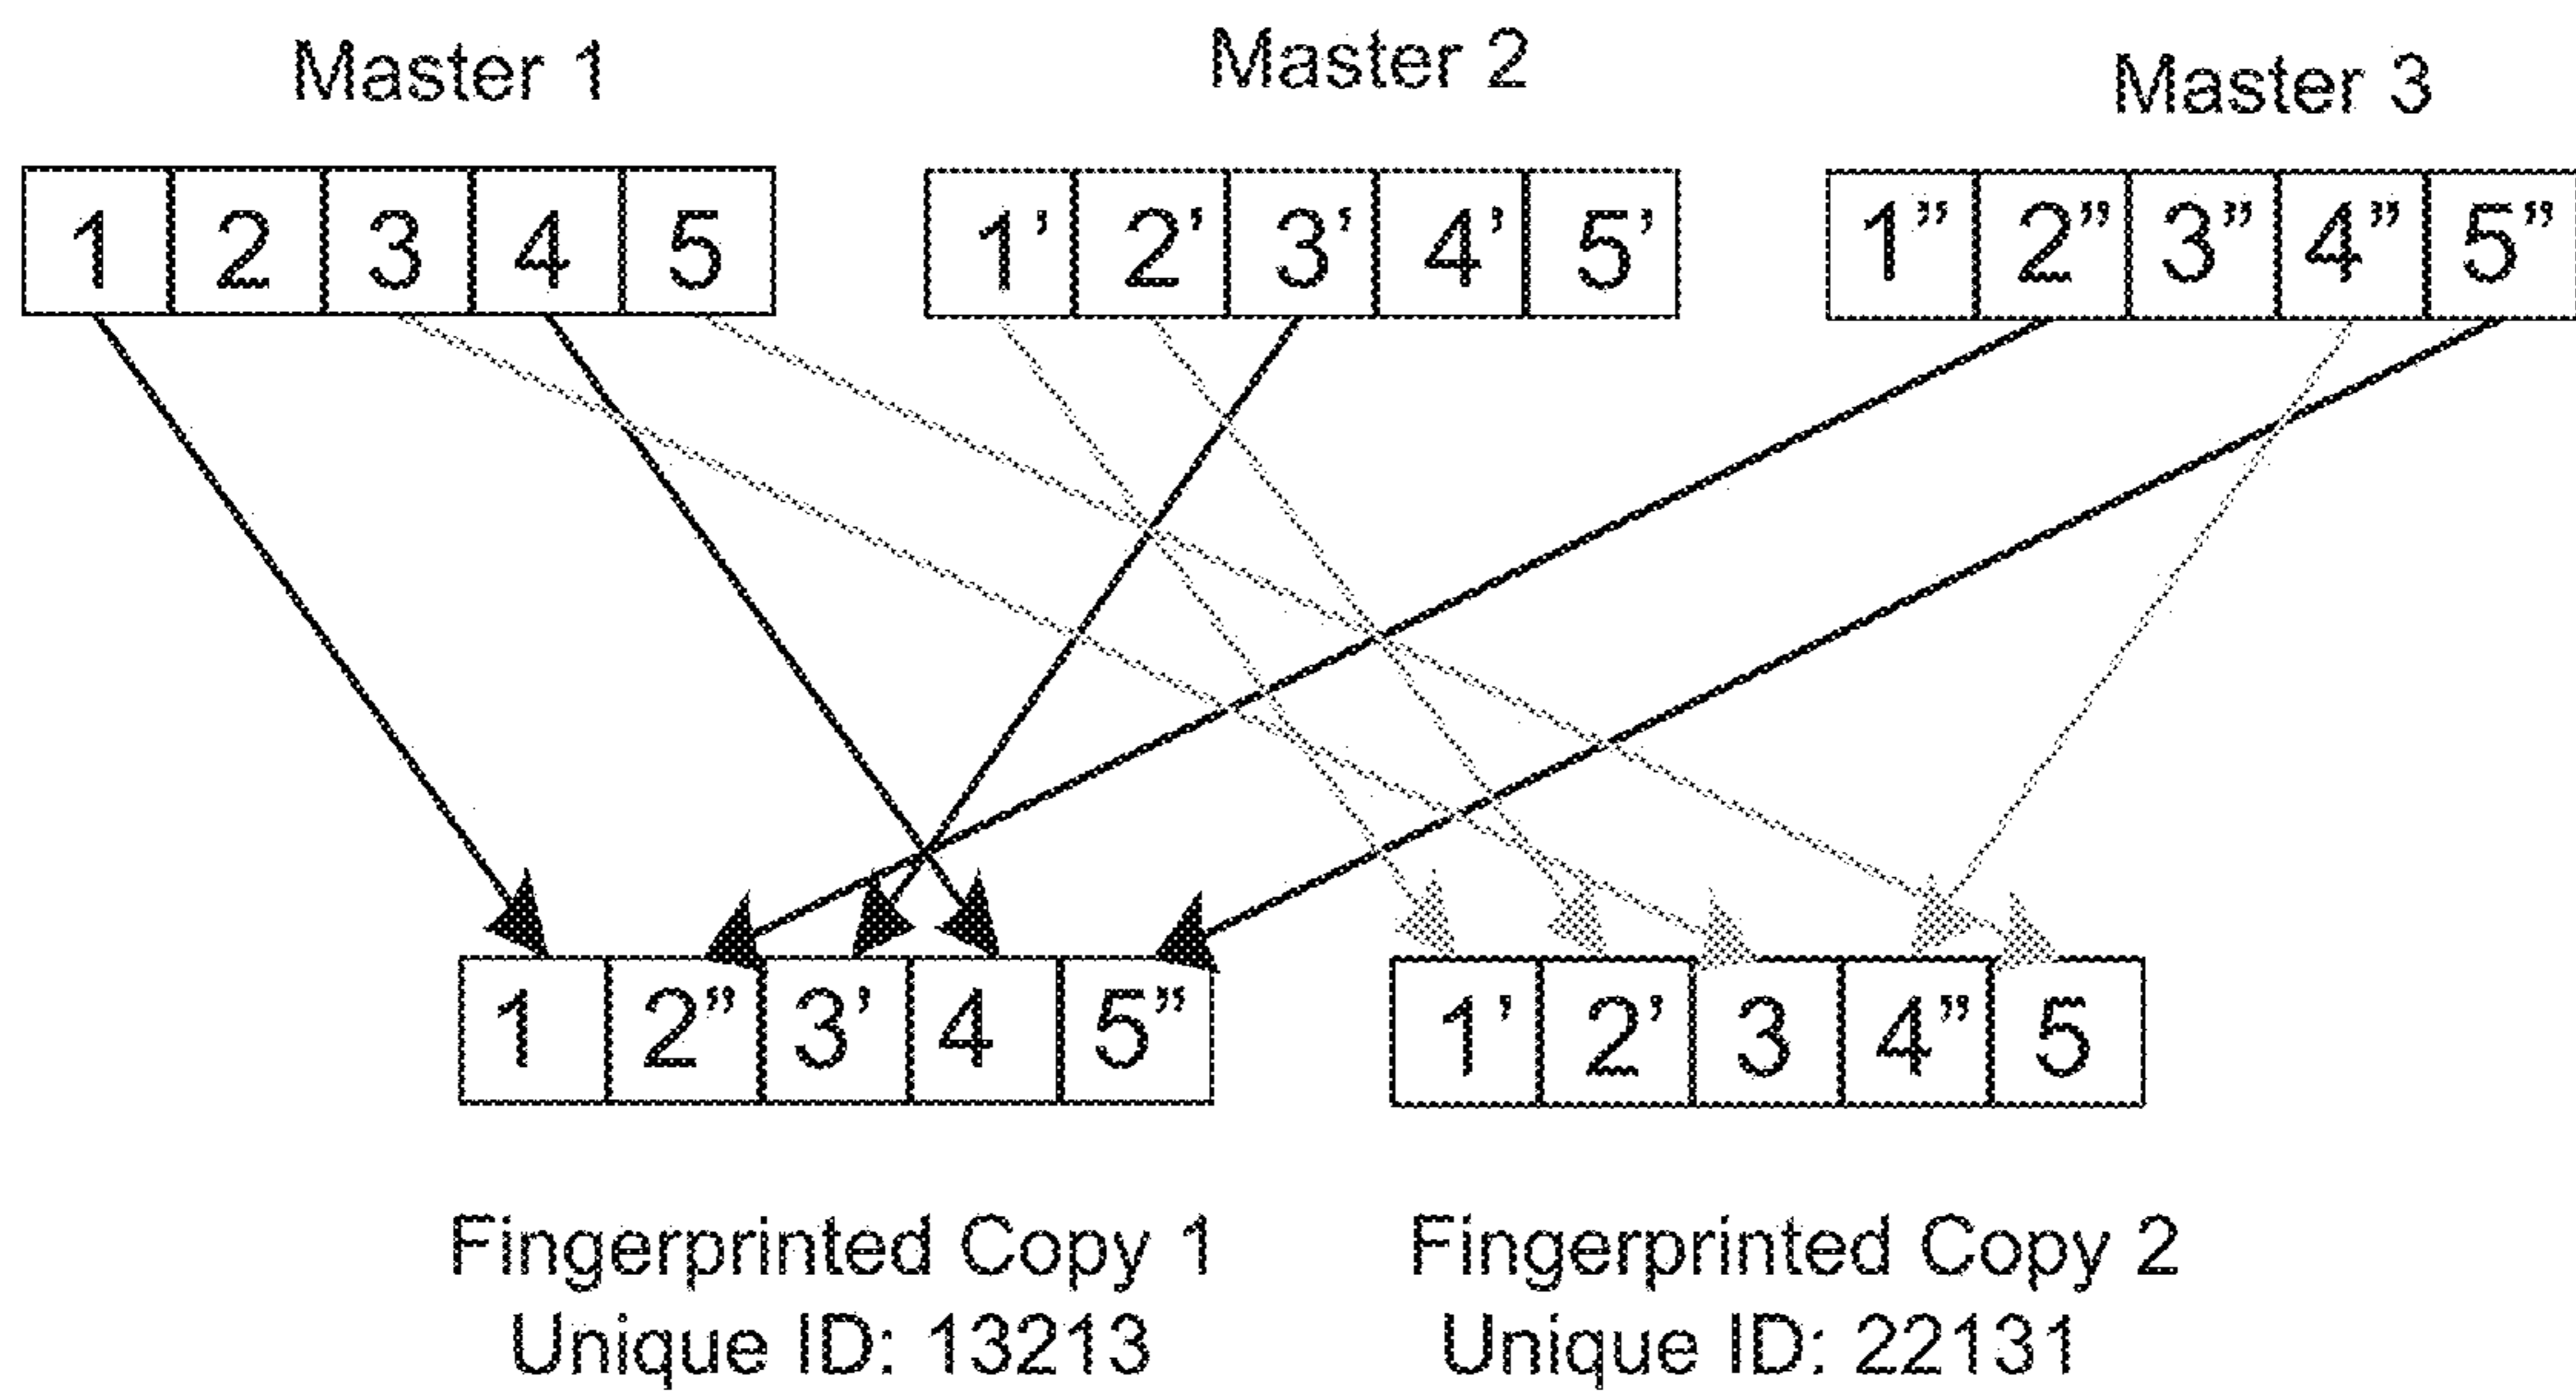 Master 1
Master 2
Master 3
1 2 3 4 5
1' 2' 3' 4' 5'
1” 2” 3” 4” 5”
1 2” 3' 4 5”
1' 2' 3 4” 5
Fingerprinted Copy 1
Unique ID: 13213
Fingerprinted Copy 2
Unique ID: 22131